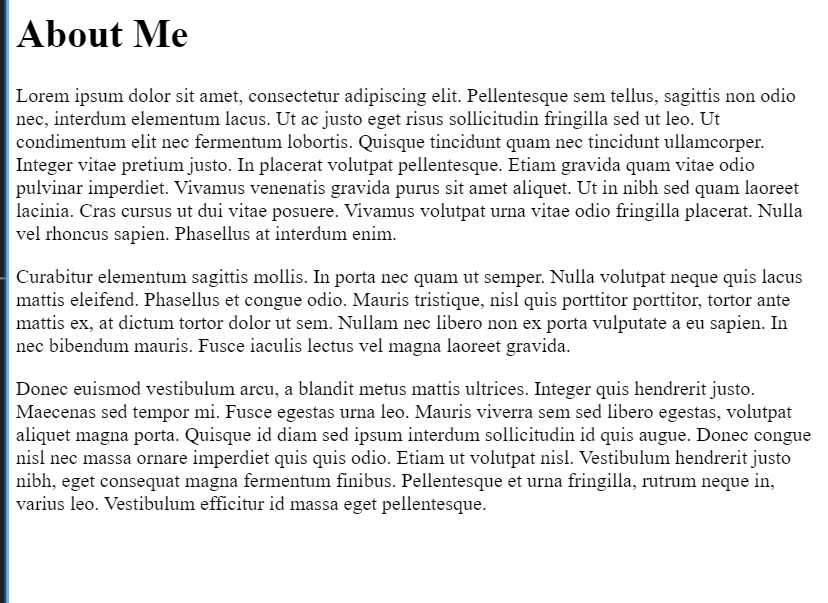 About Me
Lorem ipsum dolor sit amet, consectetur adipiscing elit. Pellentesque sem tellus, sagittis non odio
nec, interdum elementum lacus. Ut ac justo eget risus sollicitudin fringilla sed ut leo. Ut
condimentum elit nec fermentum lobortis. Quisque tincidunt quam nec tincidunt ullamcorper.
Integer vitae pretium justo. In placerat volutpat pellentesque. Etiam gravida quam vitae odio
pulvinar imperdiet. Vivamus venenatis gravida purus sit amet aliquet. Ut in nibh sed quam laoreet
lacinia. Cras cursus ut dui vitae posuere. Vivamus volutpat urna vitae odio fringilla placerat. Nulla
vel rhoncus sapien. Phasellus at interdum enim.
Curabitur elementum sagittis mollis. In porta nec quam ut semper. Nulla volutpat neque quis lacus
mattis eleifend. Phasellus et congue odio. Mauris tristique, nisl quis porttitor porttitor, tortor ante
mattis ex, at dictum tortor dolor ut sem. Nullam nec libero non ex porta vulputate a eu sapien. In
nec bibendum mauris. Fusce iaculis lectus vel magna laoreet gravida.
Donec euismod vestibulum arcu, a blandit metus mattis ultrices. Integer quis hendrerit justo.
Maecenas sed tempor mi. Fusce egestas urna leo. Mauris viverra sem sed libero egestas, volutpat
aliquet magna porta. Quisque id diam sed ipsum interdum sollicitudin id quis augue. Donec congue
nisl nec massa ornare imperdiet quis quis odio. Etiam ut volutpat nisl. Vestibulum hendrerit justo
nibh, eget consequat magna fermentum finibus. Pellentesque et urna fringilla, rutrum neque in,
varius leo. Vestibulum efficitur id massa eget pellentesque.